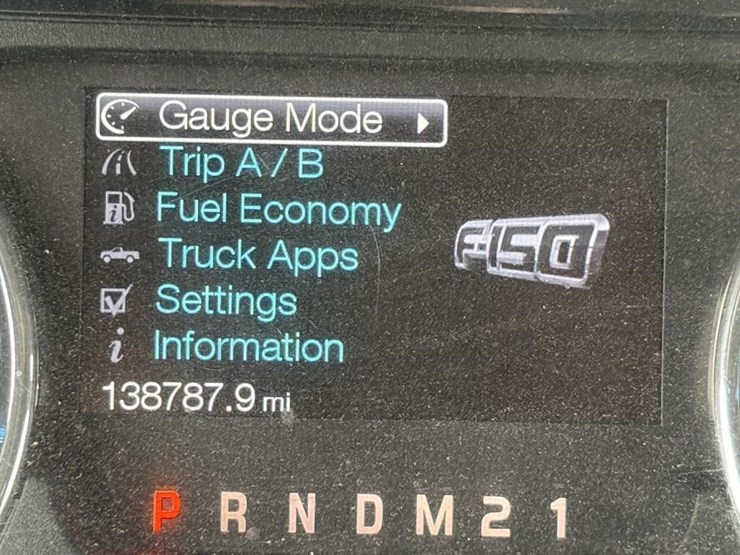 Gauge Mode
Trip A / B
Fuel Economy
F-150
Truck Apps
Settings
i Information
138787.9 mi
P R N D M 2 1